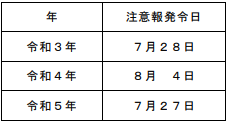 年 注意報発令日
令和３年 ７月２８日
令和４年 ８月　４日
令和５年 ７月２７日